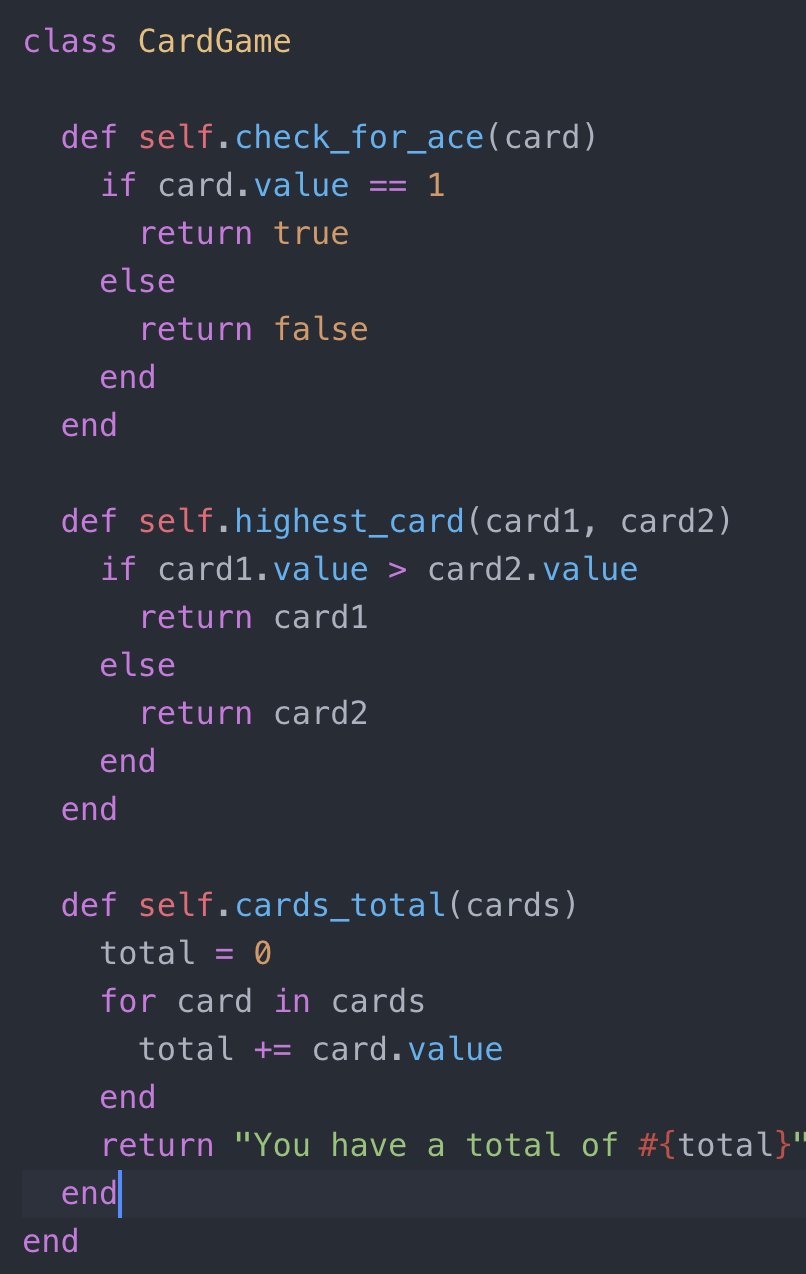 class CardGame

  def self.check_for_ace(card)
    if card.value == 1
      return true
    else
      return false
    end
  end

  def self.highest_card(card1, card2)
    if card1.value > card2.value
      return card1
    else
      return card2
    end
  end

  def self.cards_total(cards)
    total = 0
    for card in cards
      total += card.value
    end
    return "You have a total of #{total}"
  end
end